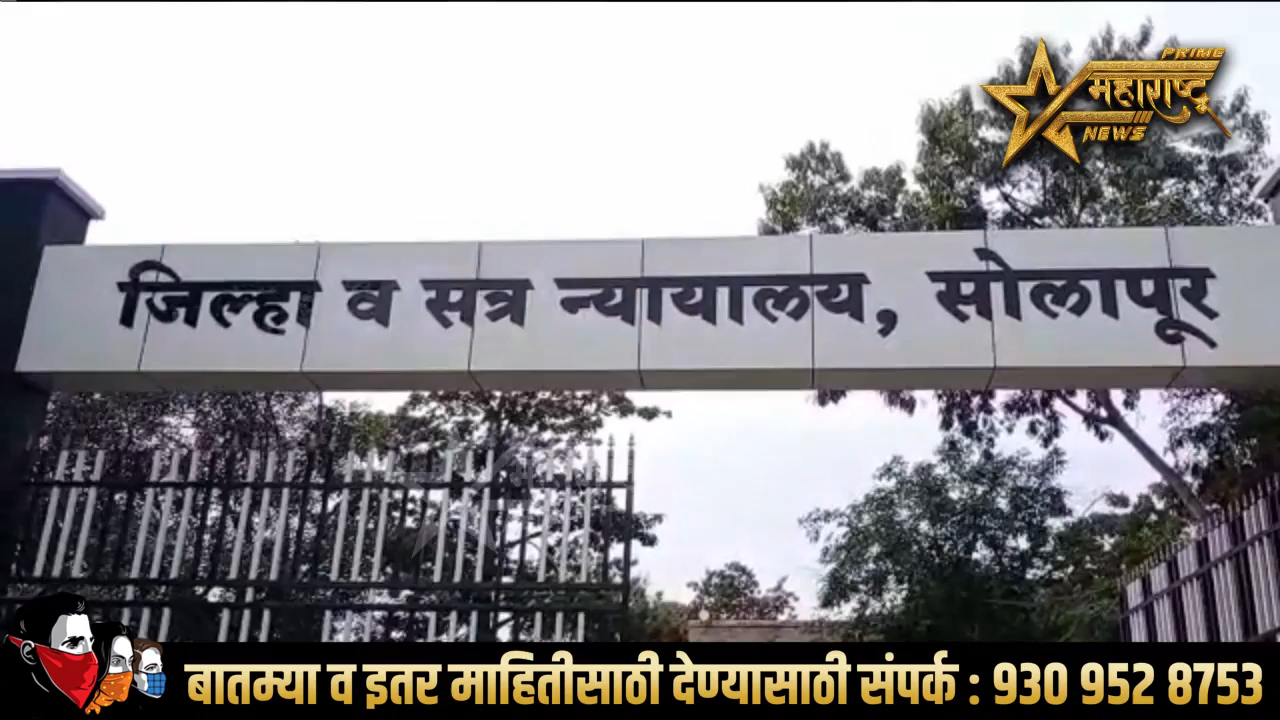 PRIME
महाराष्ट्र
NEWS
जिल्हा व सत्र न्यायालय, सोलापूर
बातम्या व इतर माहितीसाठी देण्यासाठी संपर्क : 930 952 8753